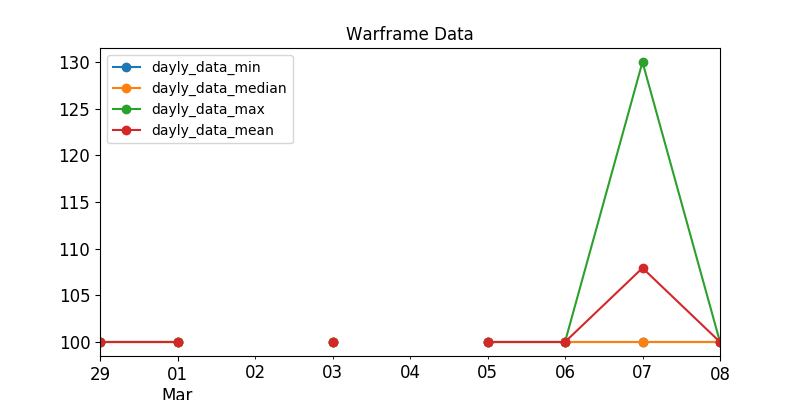 Warframe Data
dayly_data_min
dayly_data_median
dayly_data_max
dayly_data_mean
130
125
120
115
110
105
100
29 01 02 03 04 05 06 07 08
Mar